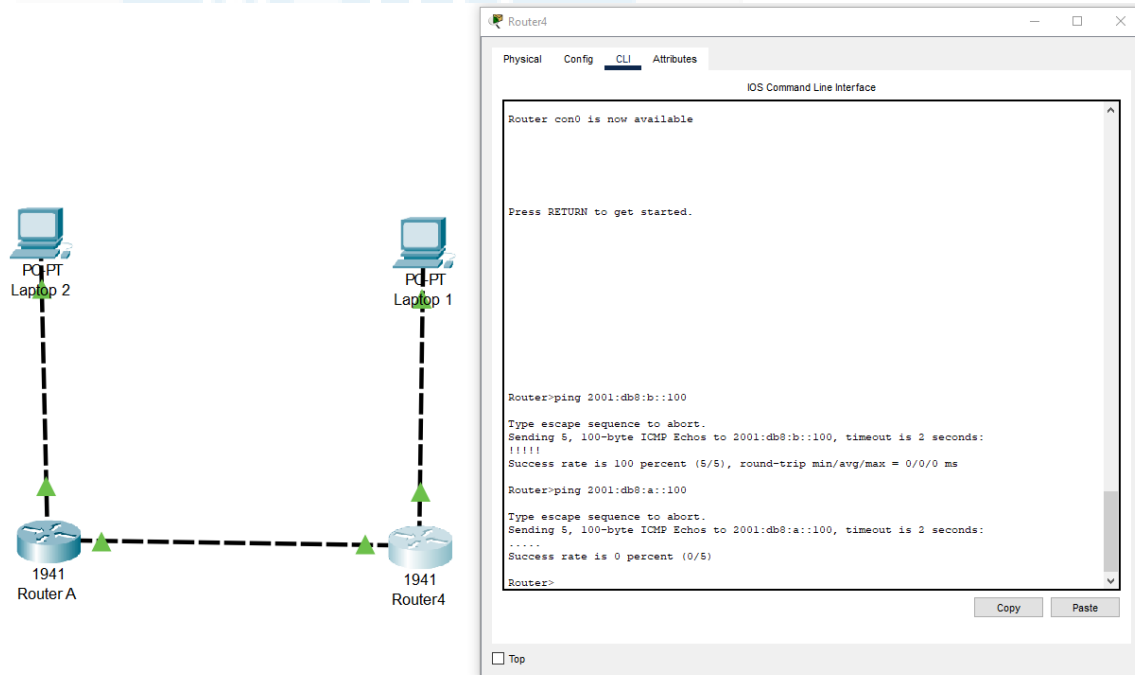 PC-PT
Laptop 2
PC-PT
Laptop 1
1941
Router A
1941
Router4
Router4
Physical Config CLI Attributes
IOS Command Line Interface
Router con0 is now available
Press RETURN to get started.
Router>ping 2001:db8:b::100
Type escape sequence to abort.
Sending 5, 100-byte ICMP Echos to 2001:db8:b::100, timeout is 2 seconds:
!!!!!
Success rate is 100 percent (5/5), round-trip min/avg/max = 0/0/0 ms
Router>ping 2001:db8:a::100
Type escape sequence to abort.
Sending 5, 100-byte ICMP Echos to 2001:db8:a::100, timeout is 2 seconds:
.....
Success rate is 0 percent (0/5)
Router>
Copy Paste
Top